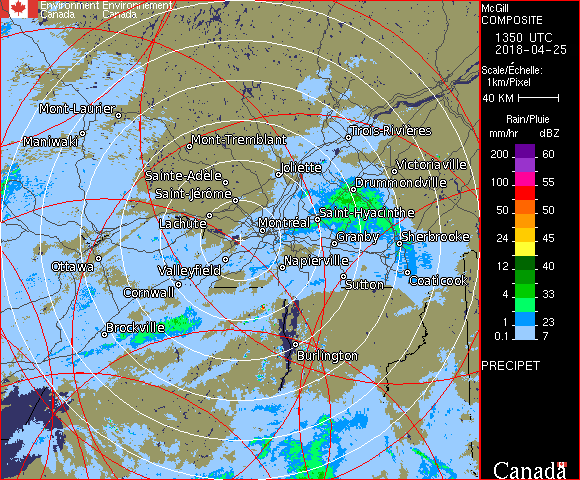 Environment Environnement
Canada Canada
McGill
COMPOSITE
1350 UTC
2018-04-25
Scale/Échelle:
1km/Pixel
40 KM
Rain/Pluie
mm/hr dBZ
200 60
100 55
50 50
24 45
12 40
4 33
1 23
0.1 7
PRECIPET
Canada
Mont-Laurier
Maniwaki
Mont-Tremblant
Trois-Rivières
Joliette
Victoriaville
Sainte-Adèle
Drummondville
Saint-Jérôme
Saint-Hyacinthe
Lachute
Montréal
Granby
Sherbrooke
Ottawa
Valleyfield
Napierville
Coaticook
Sutton
Cornwall
Brockville
Burlington